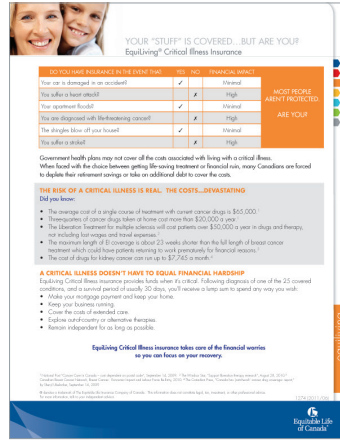 YOUR "STUFF" IS COVERED...BUT ARE YOU?
EquiLiving® Critical Illness Insurance
DO YOU HAVE INSURANCE IN THE EVENT THAT YES NO FINANCIAL IMPACT
Your car is damaged in an accident? ✓ Minimal
You suffer a heart attack? ✗ High
Your apartment floods? ✓ Minimal
You are diagnosed with life-threatening cancer? ✗ High
The shingles blow off your house? ✓ Minimal
You suffer a stroke? ✗ High
MOST PEOPLE
AREN'T PROTECTED.
ARE YOU?
Government health plans may not cover all the costs associated with living with a critical illness.
When faced with the choice between getting life-saving treatment or financial ruin, many Canadians are forced
to deplete their retirement savings or take on additional debt to cover the costs.
THE RISK OF A CRITICAL ILLNESS IS REAL. THE COSTS...DEVASTATING
Did you know:
• The average cost of a single course of treatment with current cancer drugs is $65,000.
• Three-quarters of cancer drugs taken at home cost more than $20,000 a year.
• The Liberation Treatment for multiple sclerosis will cost patients over $50,000 a year in drugs and therapy,
not including lost wages and travel expenses.
• The maximum length of EI coverage is about 23 weeks shorter than the full length of breast cancer
treatment which could have patients returning to work prematurely for financial reasons.
• The cost of drugs for kidney cancer can run up to $7,745 a month.
A CRITICAL ILLNESS DOESN'T HAVE TO EQUAL FINANCIAL HARDSHIP
EquiLiving Critical Illness insurance provides funds when it's critical. Following diagnosis of one of the 25 covered
conditions, and a survival period of usually 30 days, you'll receive a lump sum to spend any way you wish:
• Make your mortgage payment and keep your home.
• Keep your business running.
• Cover the costs of extended care.
• Explore out-of-country or alternative therapies.
• Remain independent for as long as possible.
EquiLiving Critical Illness insurance takes care of the financial worries
so you can focus on your recovery.
Equitable Life
of Canada